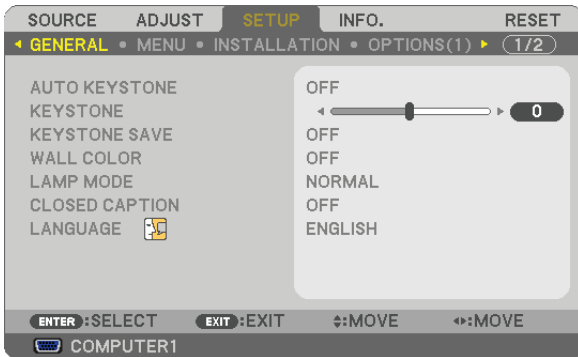 SOURCE ADJUST SETUP INFO. RESET
GENERAL • MENU • INSTALLATION • OPTIONS(1) 1/2
AUTO KEYSTONE OFF
KEYSTONE 0
KEYSTONE SAVE OFF
WALL COLOR OFF
LAMP MODE NORMAL
CLOSED CAPTION OFF
LANGUAGE ENGLISH
ENTER :SELECT EXIT :EXIT :MOVE :MOVE
COMPUTER1